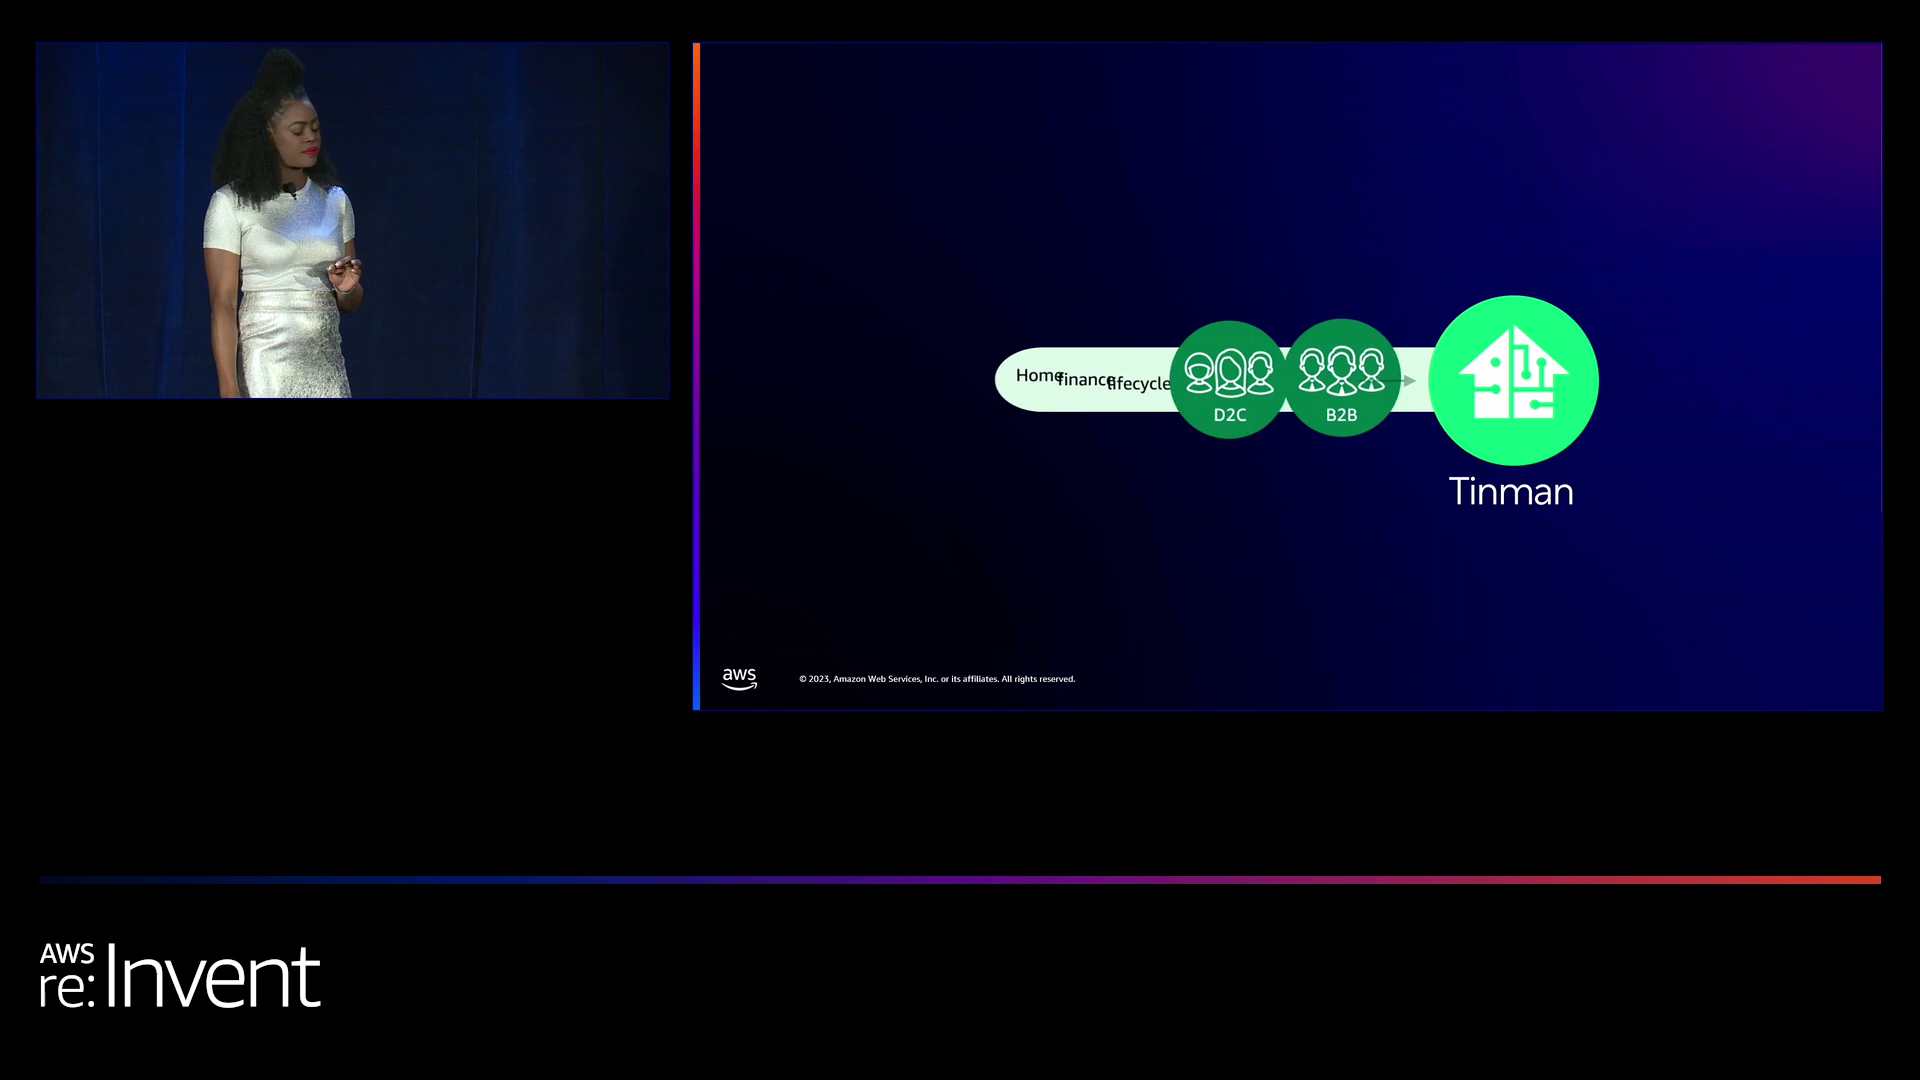 Home finance lifecycle
D2C
B2B
Tinman
aws
© 2023, Amazon Web Services, Inc. or its affiliates. All rights reserved.
AWS
re:Invent